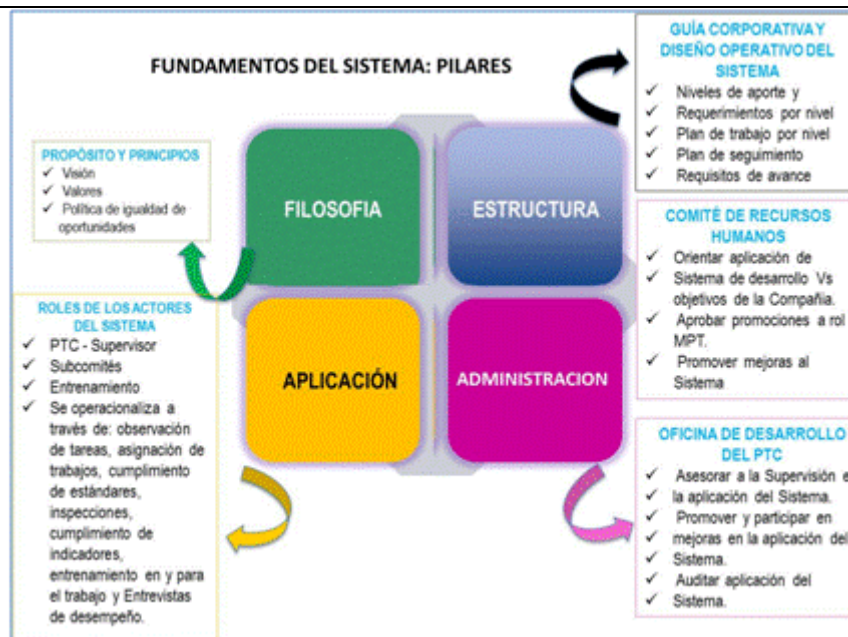 FUNDAMENTOS DEL SISTEMA: PILARES
PROPÓSITO Y PRINCIPIOS
✓ Visión
✓ Valores
✓ Política de igualdad de
oportunidades
FILOSOFIA
ESTRUCTURA
APLICACIÓN
ADMINISTRACION
GUÍA CORPORATIVA Y
DISEÑO OPERATIVO DEL
SISTEMA
✓ Niveles de aporte y
✓ Requerimientos por nivel
✓ Plan de trabajo por nivel
✓ Plan de seguimiento
✓ Requisitos de avance
COMITÉ DE RECURSOS
HUMANOS
✓ Orientar aplicación de
✓ Sistema de desarrollo Vs
objetivos de la Compañia.
✓ Aprobar promociones a rol
MPT.
✓ Promover mejoras al
Sistema
ROLES DE LOS ACTORES
DEL SISTEMA
✓ PTC - Supervisor
✓ Subcomités
✓ Entrenamiento
✓ Se operacionaliza a
través de: observación
de tareas, asignación de
trabajos, cumplimiento
de estándares,
inspecciones,
cumplimiento de
indicadores,
entrenamiento en y para
el trabajo y Entrevistas
de desempeño.
OFICINA DE DESARROLLO
DEL PTC
✓ Asesorar a la Supervisión e
✓ la aplicación del Sistema.
✓ Promover y participar en
✓ mejoras en la aplicación del
✓ Sistema.
✓ Auditar aplicación del
✓ Sistema.